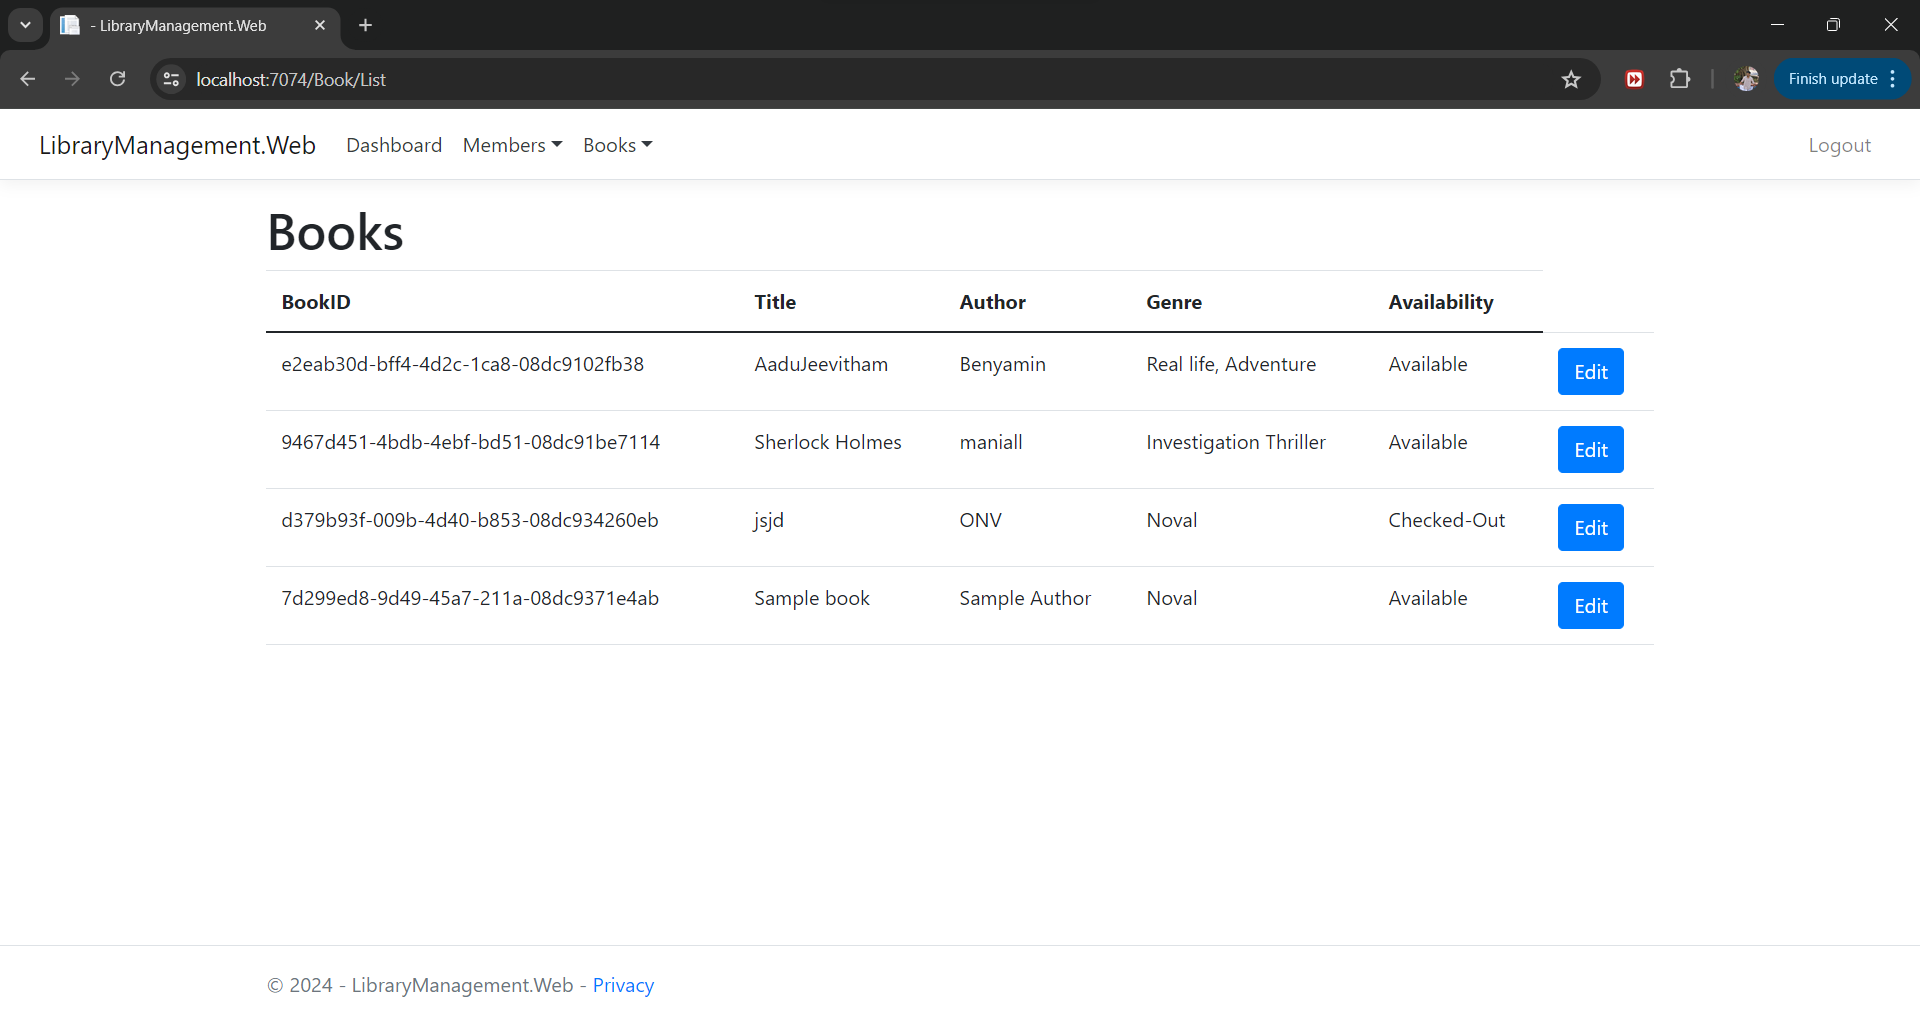 - LibraryManagement.Web
localhost:7074/Book/List
Finish update
LibraryManagement.Web Dashboard Members Books Logout
Books
BookID Title Author Genre Availability
e2eab30d-bff4-4d2c-1ca8-08dc9102fb38 AaduJeevitham Benyamin Real life, Adventure Available Edit
9467d451-4bdb-4ebf-bd51-08dc91be7114 Sherlock Holmes maniall Investigation Thriller Available Edit
d379b93f-009b-4d40-b853-08dc934260eb jsjd ONV Noval Checked-Out Edit
7d299ed8-9d49-45a7-211a-08dc9371e4ab Sample book Sample Author Noval Available Edit
© 2024 - LibraryManagement.Web - Privacy